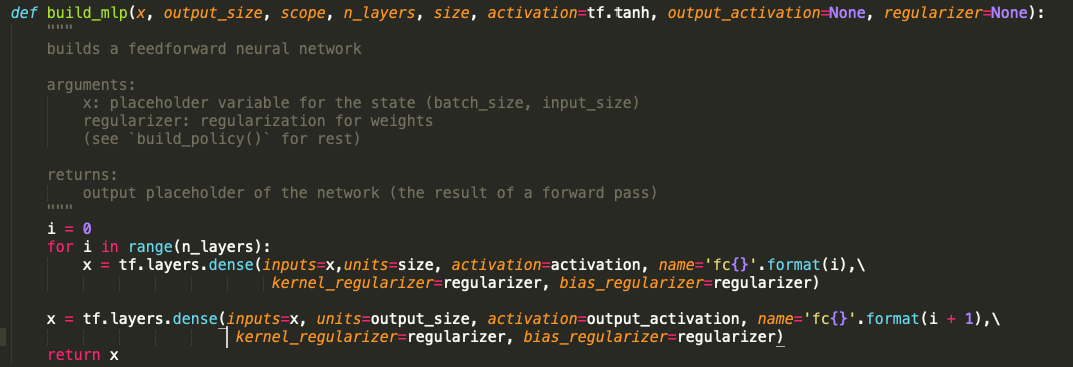 def build_mlp(x, output_size, scope, n_layers, size, activation=tf.tanh, output_activation=None, regularizer=None):
"""
builds a feedforward neural network
arguments:
x: placeholder variable for the state (batch_size, input_size)
regularizer: regularization for weights
(see `build_policy()` for rest)
returns:
output placeholder of the network (the result of a forward pass)
"""
i = 0
for i in range(n_layers):
x = tf.layers.dense(inputs=x,units=size, activation=activation, name='fc{}'.format(i),\
kernel_regularizer=regularizer, bias_regularizer=regularizer)
x = tf.layers.dense(inputs=x, units=output_size, activation=output_activation, name='fc{}'.format(i + 1),\
kernel_regularizer=regularizer, bias_regularizer=regularizer)
return x